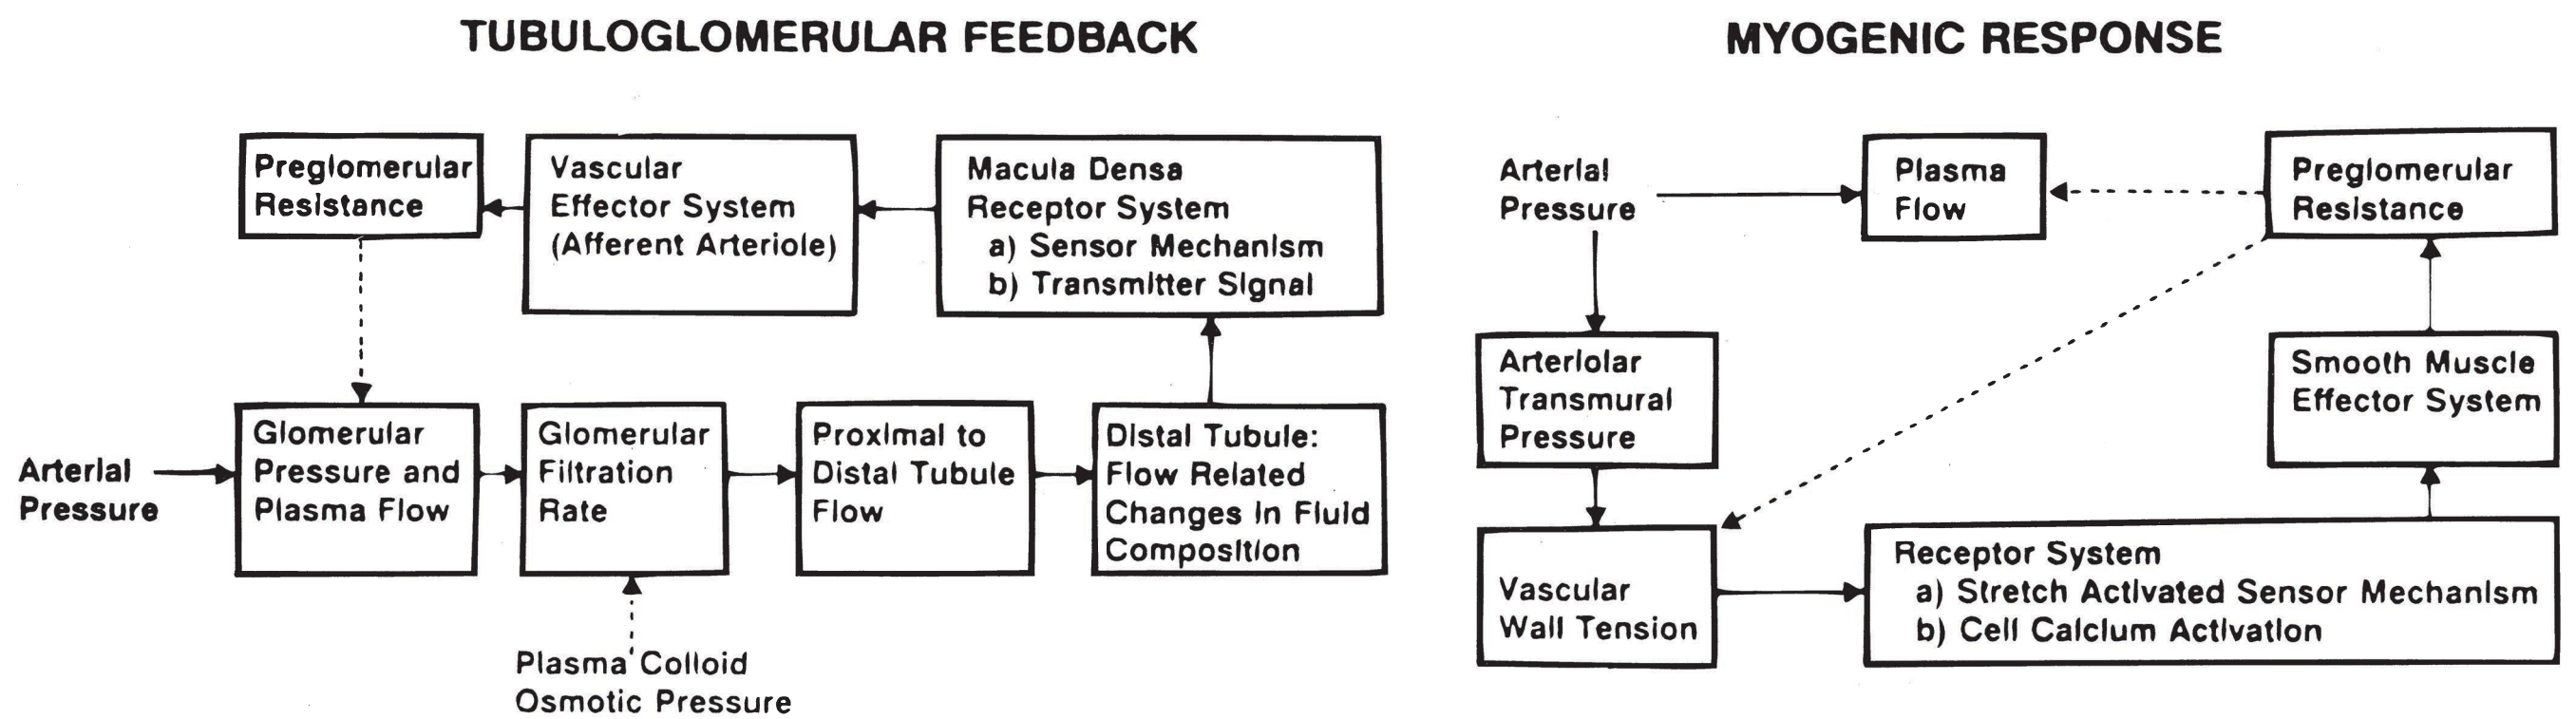 TUBULOGLOMERULAR FEEDBACK
Preglomerular
Resistance
Vascular
Effector System
(Afferent Arteriole)
Macula Densa
Receptor System
a) Sensor Mechanism
b) Transmitter Signal
Arterial
Pressure
Glomerular
Pressure and
Plasma Flow
Glomerular
Filtration
Rate
Proximal to
Distal Tubule
Flow
Distal Tubule:
Flow Related
Changes in Fluid
Composition
Plasma Colloid
Osmotic Pressure
MYOGENIC RESPONSE
Arterial
Pressure
Plasma
Flow
Preglomerular
Resistance
Arteriolar
Transmural
Pressure
Smooth Muscle
Effector System
Vascular
Wall Tension
Receptor System
a) Stretch Activated Sensor Mechanism
b) Cell Calcium Activation